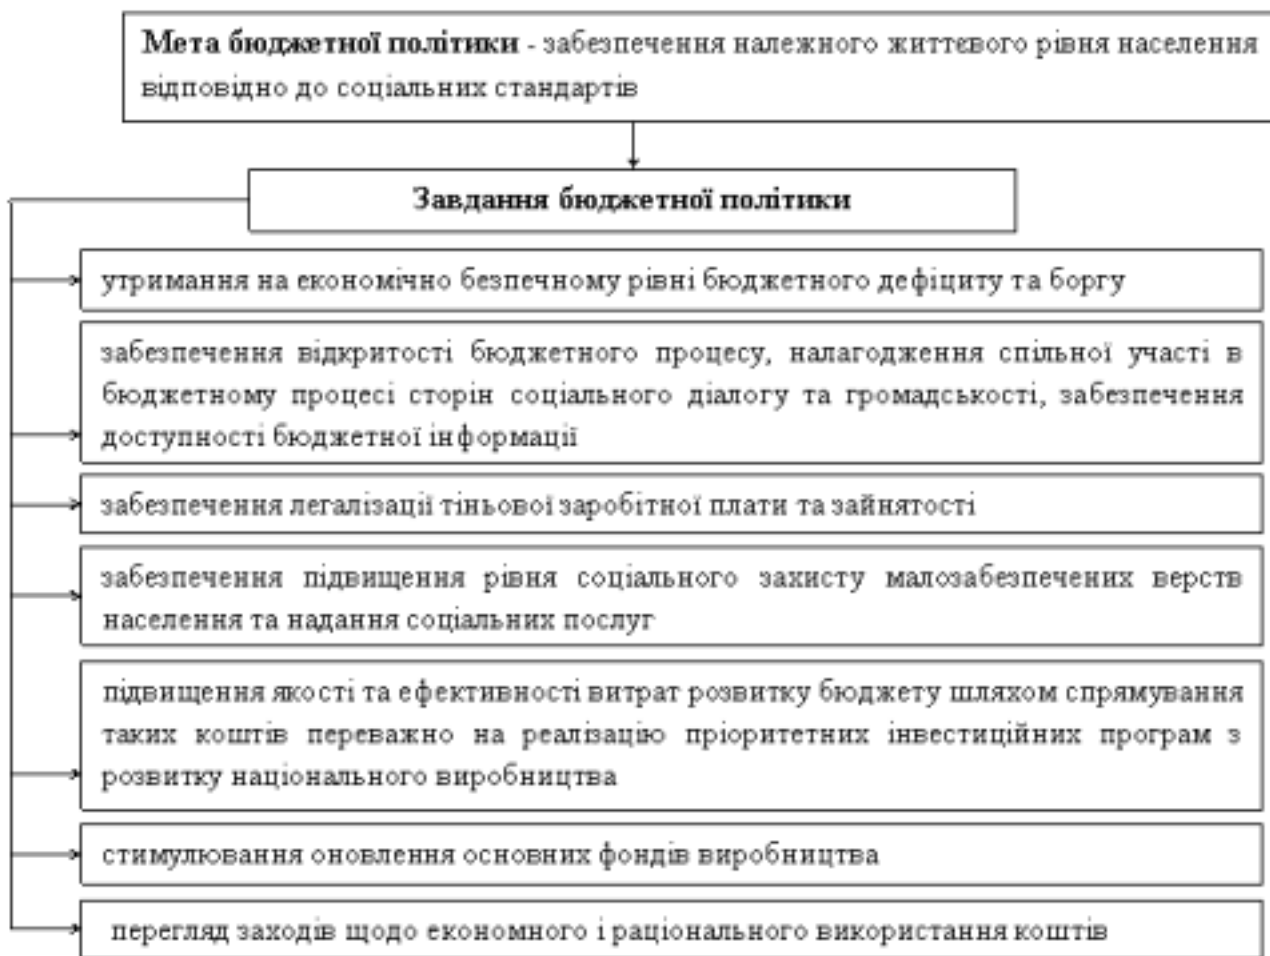 Мета бюджетної політики - забезпечення належного життєвого рівня населення
відповідно до соціальних стандартів
Завдання бюджетної політики
утримання на економічно безпечному рівні бюджетного дефіциту та боргу
забезпечення відкритості бюджетного процесу, налагодження спільної участі в
бюджетному процесі сторін соціального діалогу та громадськості, забезпечення
доступності бюджетної інформації
забезпечення легалізації тіньової заробітної плати та зайнятості
забезпечення підвищення рівня соціального захисту малозабезпечених верств
населення та надання соціальних послуг
підвищення якості та ефективності витрат розвитку бюджету шляхом спрямування
таких коштів переважно на реалізацію пріоритетних інвестиційних програм з
розвитку національного виробництва
стимулювання оновлення основних фондів виробництва
перегляд заходів щодо економного і раціонального використання коштів